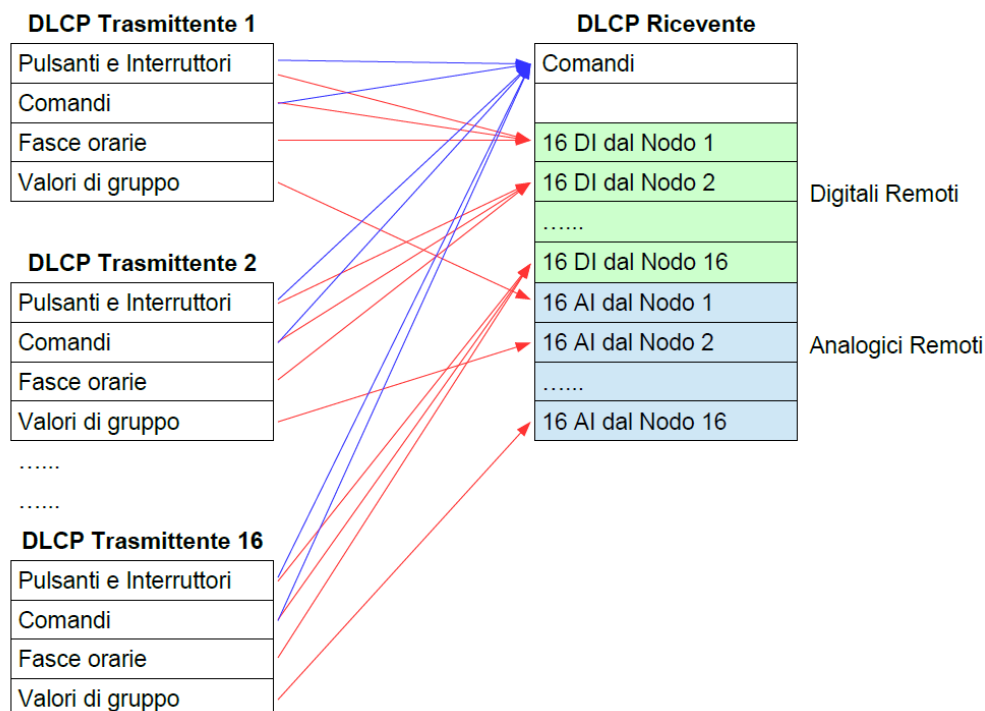 DLCP Trasmittente 1
Pulsanti e Interruttori
Comandi
Fasce orarie
Valori di gruppo
DLCP Trasmittente 2
Pulsanti e Interruttori
Comandi
Fasce orarie
Valori di gruppo
…...
…...
DLCP Trasmittente 16
Pulsanti e Interruttori
Comandi
Fasce orarie
Valori di gruppo
DLCP Ricevente
Comandi
16 DI dal Nodo 1
16 DI dal Nodo 2
…...
16 DI dal Nodo 16
16 AI dal Nodo 1
16 AI dal Nodo 2
…...
16 AI dal Nodo 16
Digitali Remoti
Analogici Remoti